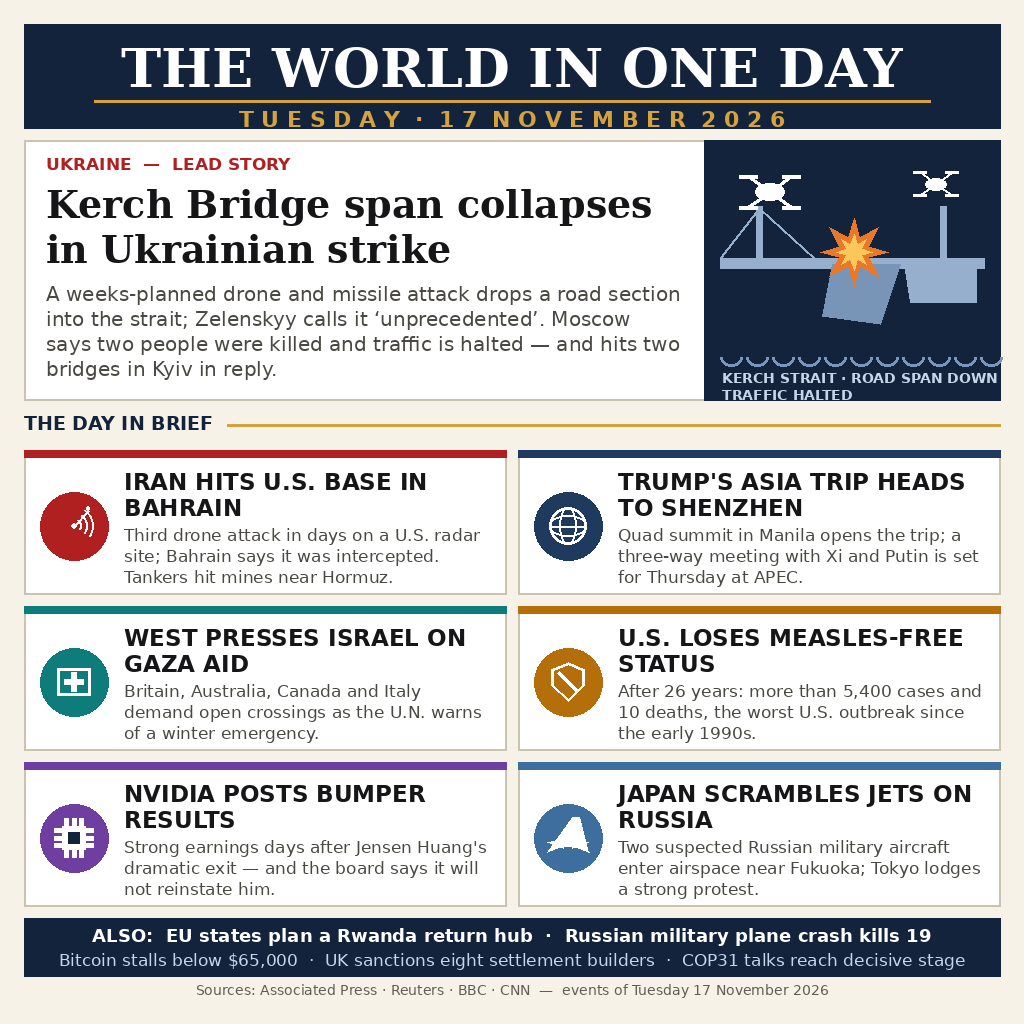 THE WORLD IN ONE DAY
TUESDAY · 17 NOVEMBER 2026
UKRAINE — LEAD STORY
Kerch Bridge span collapses
in Ukrainian strike
A weeks-planned drone and missile attack drops a road section
into the strait; Zelenskyy calls it ‘unprecedented’. Moscow
says two people were killed and traffic is halted — and hits two
bridges in Kyiv in reply.
KERCH STRAIT · ROAD SPAN DOWN
TRAFFIC HALTED
THE DAY IN BRIEF
IRAN HITS U.S. BASE IN
BAHRAIN
Third drone attack in days on a U.S. radar
site; Bahrain says it was intercepted.
Tankers hit mines near Hormuz.
TRUMP'S ASIA TRIP HEADS
TO SHENZHEN
Quad summit in Manila opens the trip; a
three-way meeting with Xi and Putin is set
for Thursday at APEC.
WEST PRESSES ISRAEL ON
GAZA AID
Britain, Australia, Canada and Italy
demand open crossings as the U.N. warns
of a winter emergency.
U.S. LOSES MEASLES-FREE
STATUS
After 26 years: more than 5,400 cases and
10 deaths, the worst U.S. outbreak since
the early 1990s.
NVIDIA POSTS BUMPER
RESULTS
Strong earnings days after Jensen Huang's
dramatic exit — and the board says it will
not reinstate him.
JAPAN SCRAMBLES JETS ON
RUSSIA
Two suspected Russian military aircraft
enter airspace near Fukuoka; Tokyo lodges
a strong protest.
ALSO: EU states plan a Rwanda return hub · Russian military plane crash kills 19
Bitcoin stalls below $65,000 · UK sanctions eight settlement builders · COP31 talks reach decisive stage
Sources: Associated Press · Reuters · BBC · CNN — events of Tuesday 17 November 2026